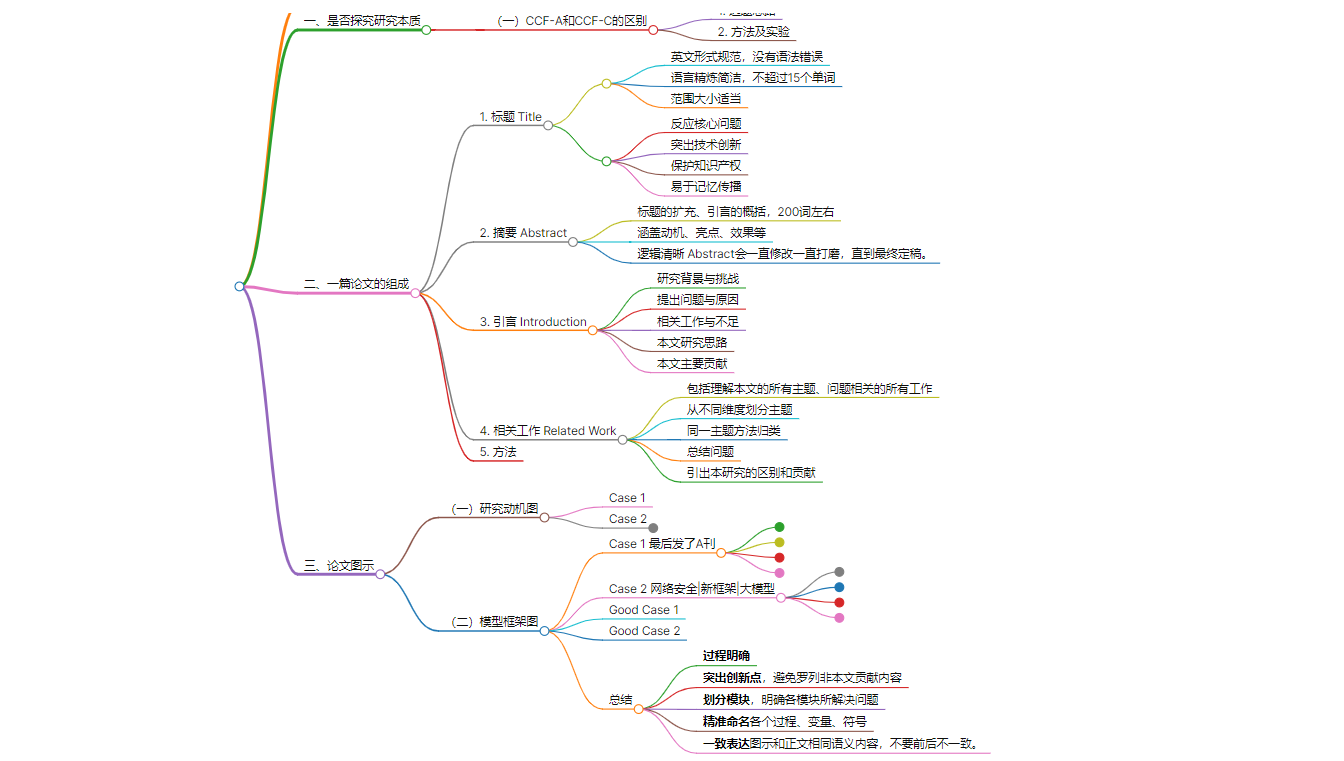 一、是否探究研究本质
（一）CCF-A和CCF-C的区别
2. 方法及实验
二、一篇论文的组成
1. 标题 Title
英文形式规范，没有语法错误
语言精炼简洁，不超过15个单词
范围大小适当
反应核心问题
突出技术创新
保护知识产权
易于记忆传播
2. 摘要 Abstract
标题的扩充、引言的概括，200词左右
涵盖动机、亮点、效果等
逻辑清晰 Abstract会一直修改一直打磨，直到最终定稿。
3. 引言 Introduction
研究背景与挑战
提出问题与原因
相关工作与不足
本文研究思路
本文主要贡献
4. 相关工作 Related Work
包括理解本文的所有主题、问题相关的所有工作
从不同维度划分主题
同一主题方法归类
总结问题
引出本研究的区别和贡献
5. 方法
三、论文图示
（一）研究动机图
Case 1
Case 2
（二）模型框架图
Case 1 最后发了A刊
Case 2 网络安全|新框架|大模型
Good Case 1
Good Case 2
总结
过程明确
突出创新点，避免罗列非本文贡献内容
划分模块，明确各模块所解决问题
精准命名各个过程、变量、符号
一致表达图示和正文相同语义内容，不要前后不一致。